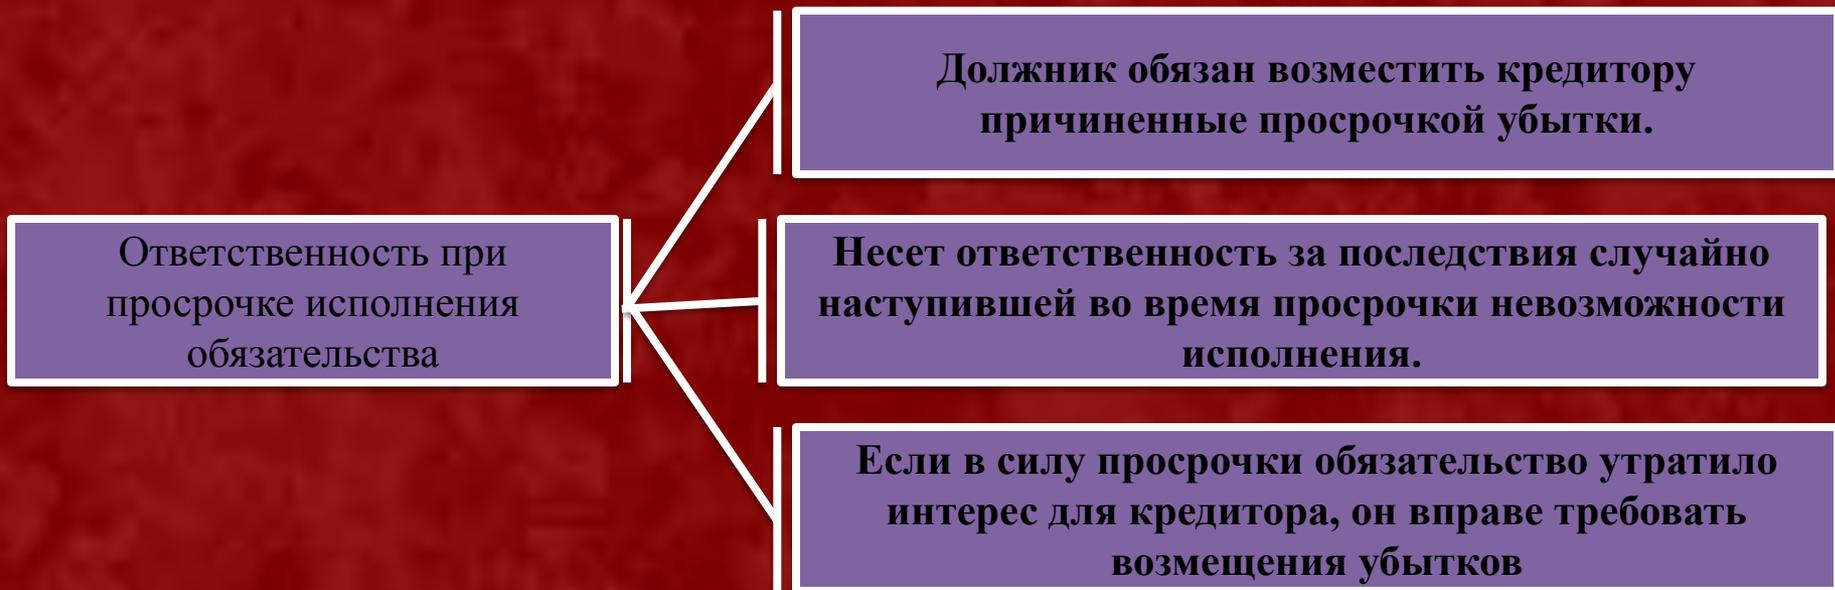 Должник обязан возместить кредитору
причиненные просрочкой убытки.
Ответственность при
просрочке исполнения
обязательства
Несет ответственность за последствия случайно
наступившей во время просрочки невозможности
исполнения.
Если в силу просрочки обязательство утратило
интерес для кредитора, он вправе требовать
возмещения убытков